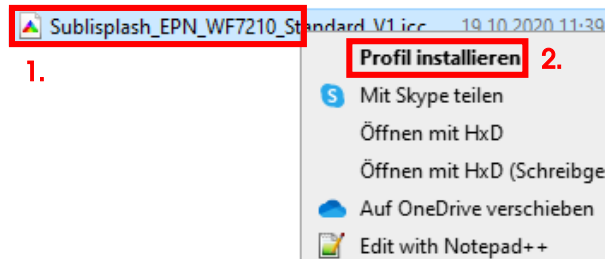 Sublisplash_EPN_WF7210_Standard_V1.icc 19.10.2020 11:39
1.
Profil installieren 2.
Mit Skype teilen
Öffnen mit HxD
Öffnen mit HxD (Schreibge
Auf OneDrive verschieben
Edit with Notepad++